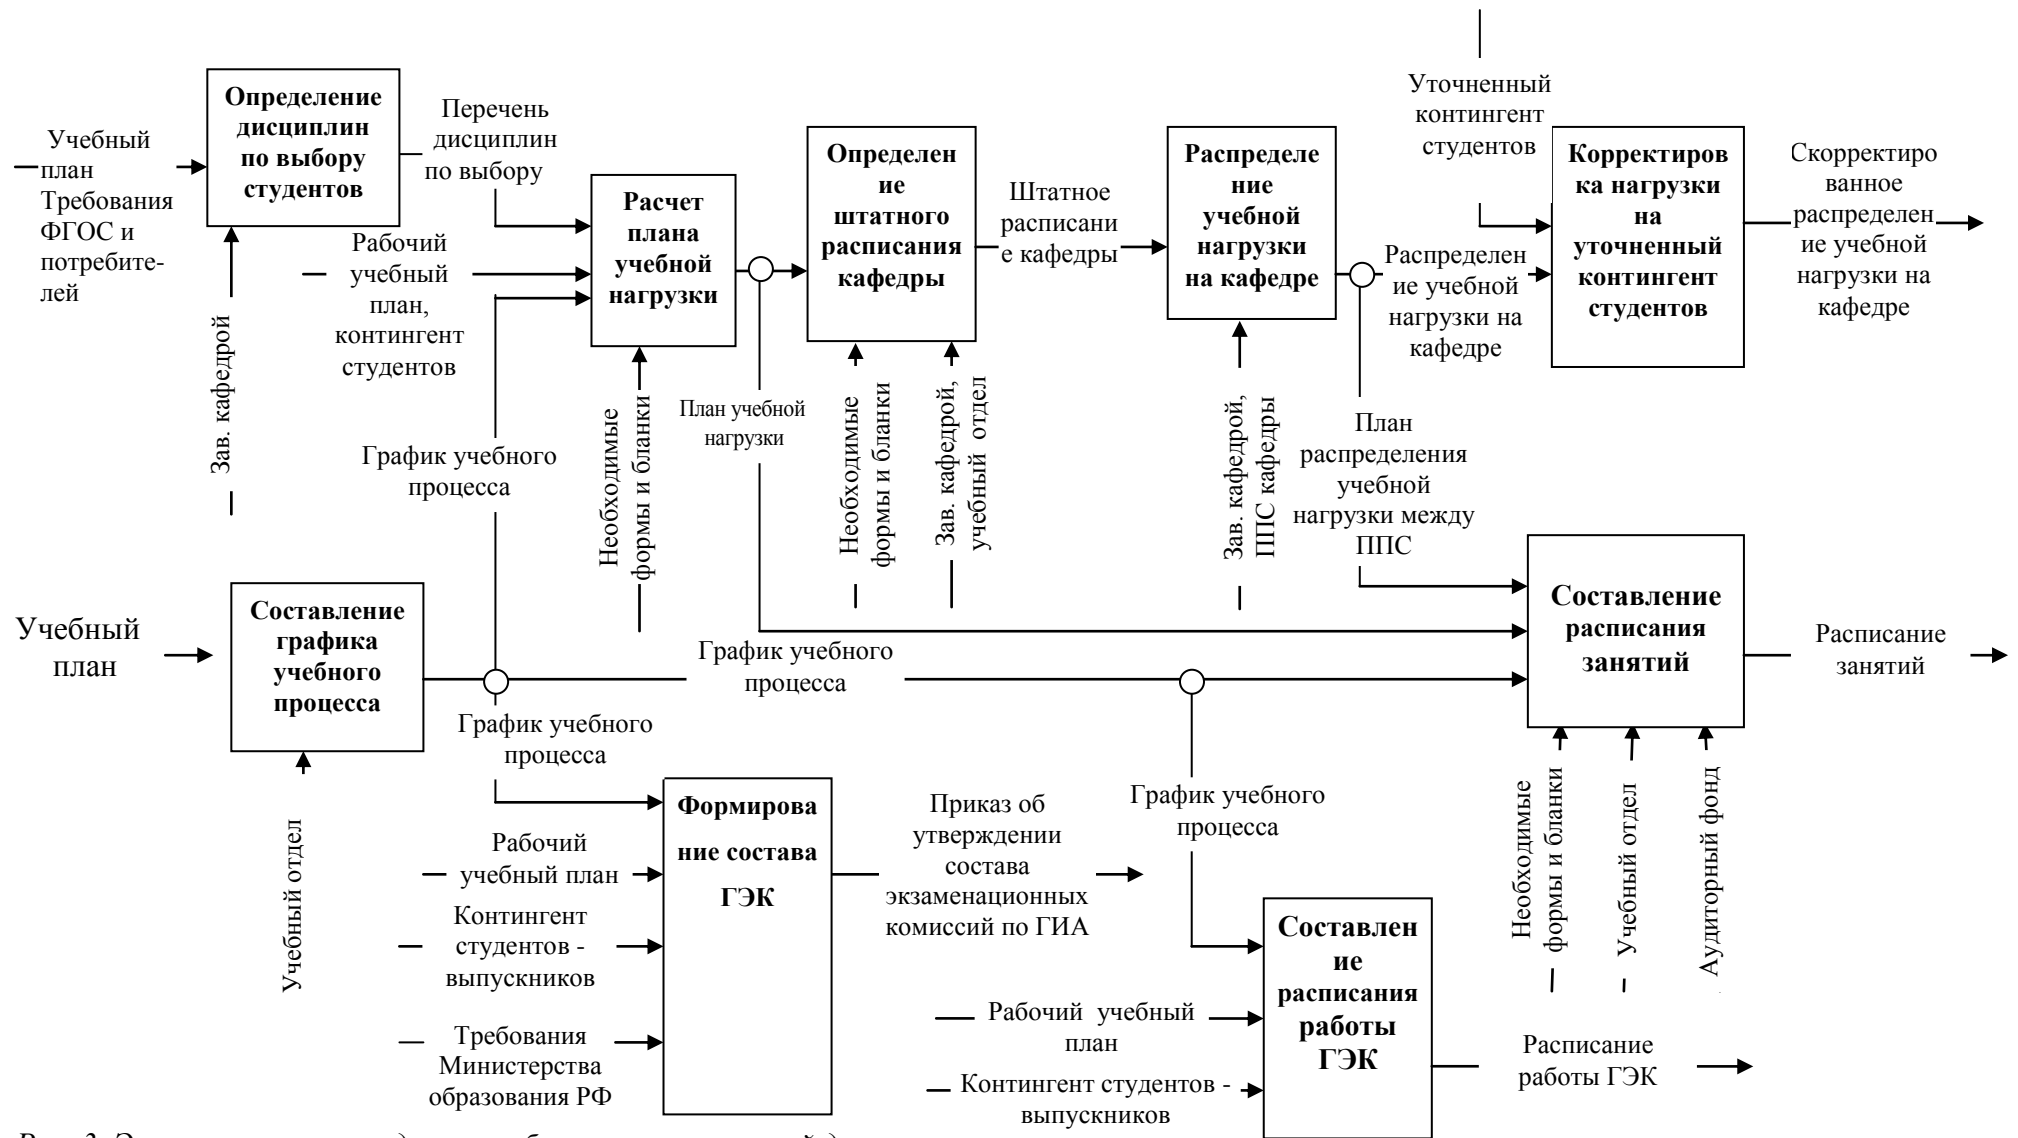 Учебный
план
Требования
ФГОС и
потребите-
лей
Определение
дисциплин
по выбору
студентов
Перечень
дисциплин
по выбору
Зав. кафедрой
Рабочий
учебный
план,
контингент
студентов
График учебного
процесса
Расчет
плана
учебной
нагрузки
Необходимые
формы и бланки
План учебной
нагрузки
Определен
ие
штатного
расписания
кафедры
Необходимые
формы и бланки
Зав. кафедрой,
учебный отдел
Штатное
расписани
е кафедры
Распределе
ние
учебной
нагрузки
на кафедре
Зав. кафедрой,
ППС кафедры
Уточненный
контингент
студентов
Распределен
ие учебной
нагрузки на
кафедре
План
распределения
учебной
нагрузки между
ППС
Корректиров
ка нагрузки
на
уточненный
контингент
студентов
Скорректиро
ванное
распределен
ие учебной
нагрузки на
кафедре
Учебный
план
Составление
графика
учебного
процесса
Учебный отдел
График учебного
процесса
График учебного
процесса
Составление
расписания
занятий
Расписание
занятий
Необходимые
формы и бланки
Учебный отдел
Аудиторный фонд
Рабочий
учебный план
Контингент
студентов -
выпускников
Требования
Министерства
образования РФ
Формирова
ние состава
ГЭК
Приказ об
утверждении
состава
экзаменационных
комиссий по ГИА
График учебного
процесса
Рабочий учебный
план
Контингент студентов -
выпускников
Составлен
ие
расписания
работы
ГЭК
Расписание
работы ГЭК